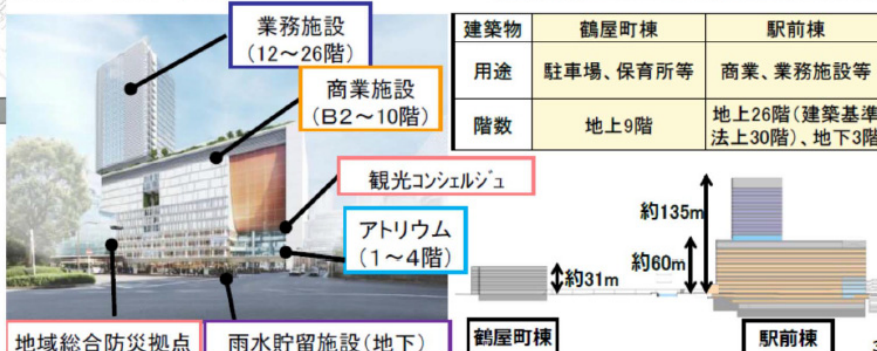 業務施設
(12～26階)
商業施設
(B2～10階)
観光コンシェルジュ
アトリウム
(1～4階)
地域総合防災拠点
雨水貯留施設(地下)
建築物 鶴屋町棟 駅前棟
用途 駐車場、保育所等 商業、業務施設等
階数 地上9階 地上26階(建築基準
法上30階)、地下3階
約135m
約60m
約31m
鶴屋町棟
駅前棟